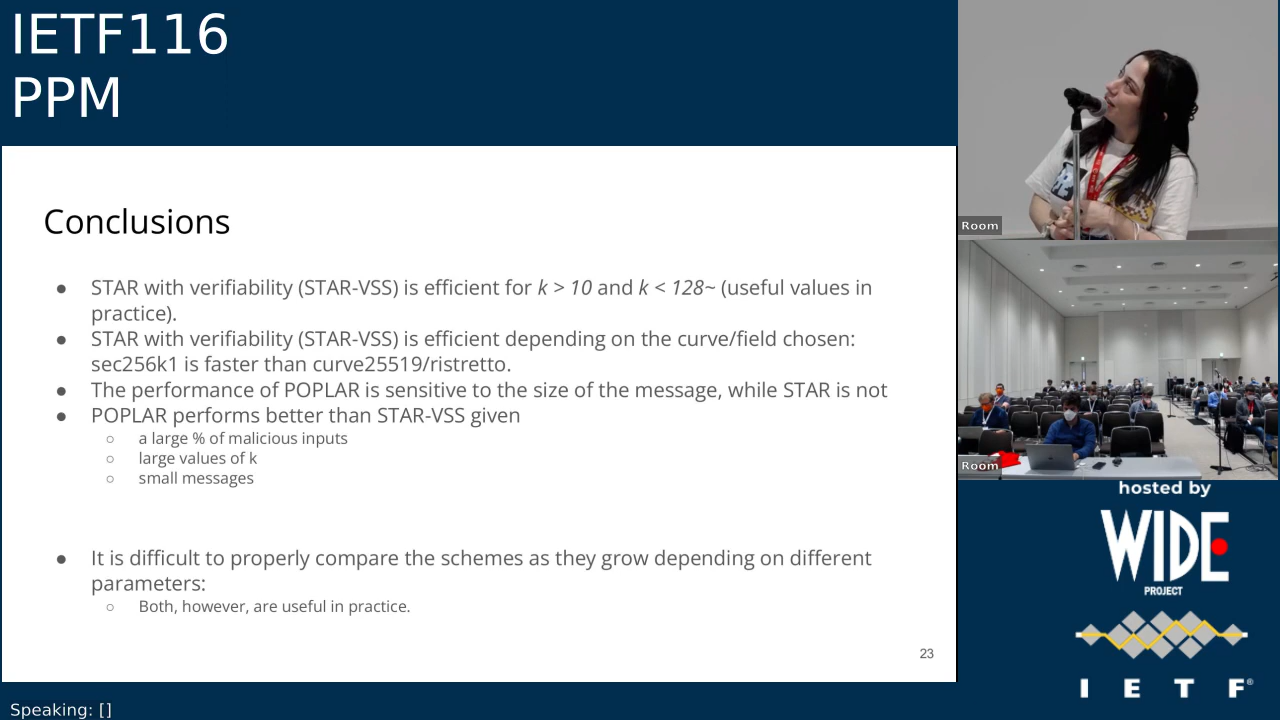 IETF116
PPM
Conclusions
● STAR with verifiability (STAR-VSS) is efficient for k > 10 and k < 128~ (useful values in
practice).
● STAR with verifiability (STAR-VSS) is efficient depending on the curve/field chosen:
sec256k1 is faster than curve25519/ristretto.
● The performance of POPLAR is sensitive to the size of the message, while STAR is not
● POPLAR performs better than STAR-VSS given
○ a large % of malicious inputs
○ large values of k
○ small messages
● It is difficult to properly compare the schemes as they grow depending on different
parameters:
○ Both, however, are useful in practice.
23
Speaking: []
Room
Room
hosted by
WIDE
PROJECT
I E T F®